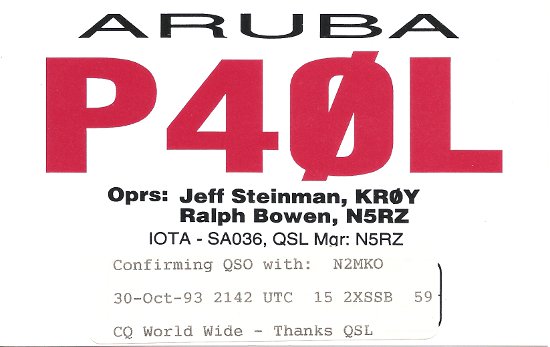 ARUBA
P4ØL
Oprs: Jeff Steinman, KRØY
Ralph Bowen, N5RZ
IOTA - SA036, QSL Mgr: N5RZ
Confirming QSO with: N2MKO
30-Oct-93 2142 UTC 15 2XSSB 59
CQ World Wide - Thanks QSL